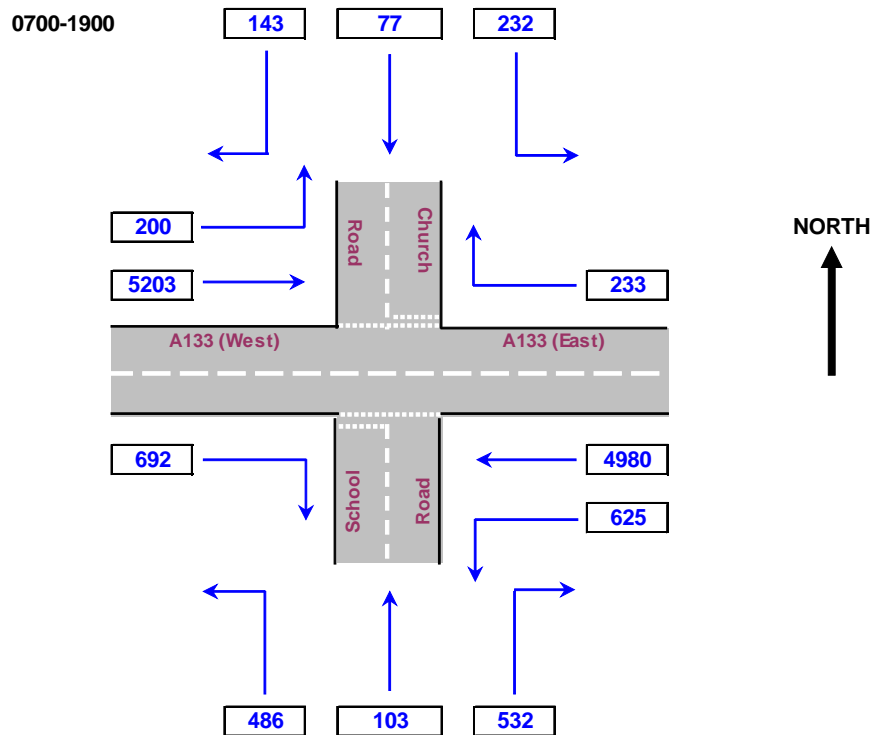 0700-1900
143
77
232
200
Church
Road
NORTH
5203
233
A133 (West)
A133 (East)
692
4980
School
Road
625
486
103
532